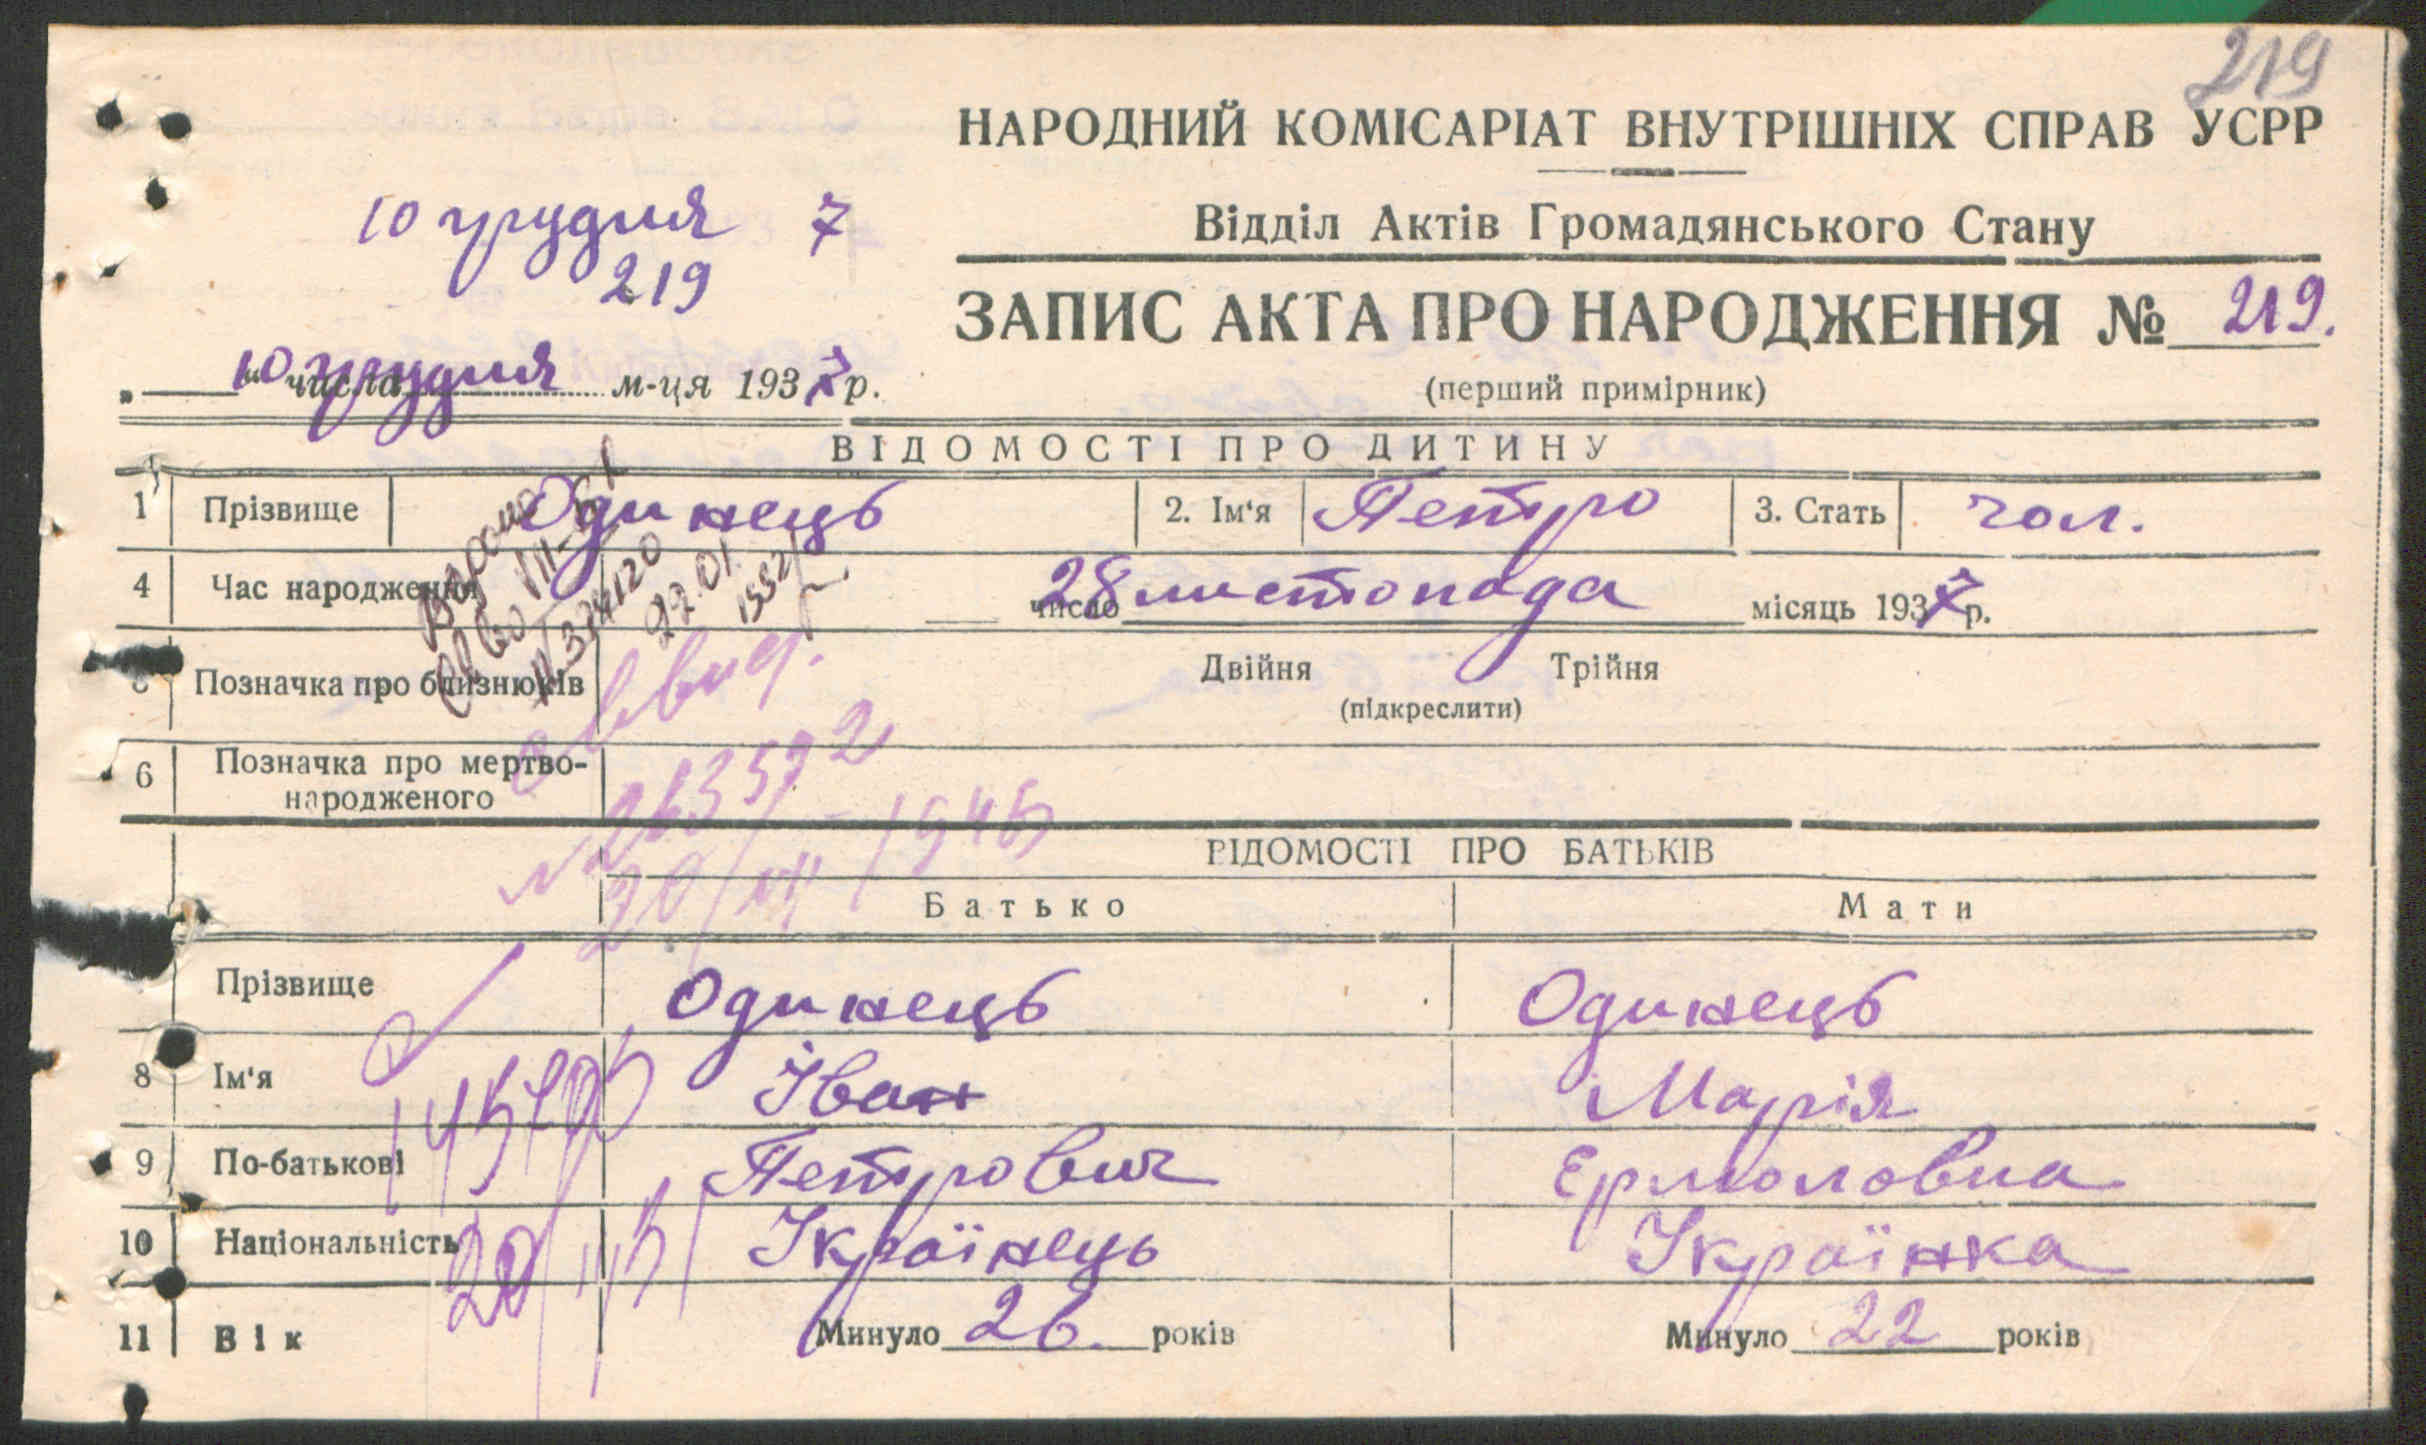 219
НАРОДНИЙ КОМІСАРІАТ ВНУТРІШНІХ СПРАВ УСРР
Відділ Актів Громадянського Стану
10 грудня 7
219
ЗАПИС АКТА ПРО НАРОДЖЕННЯ № 219.
(перший примірник)
„ 10 “ числа грудня м-ця 1937 р.
ВІДОМОСТІ ПРО ДИТИНУ
1 Прізвище Одинець 2. Ім'я Петро 3. Стать чол.
4 Час народження число 28 листопада місяць 1937 р.
Позначка про близнюків Двійня Трійня
(підкреслити)
6 Позначка про мертво-
народженого
ВІДОМОСТІ ПРО БАТЬКІВ
Батько Мати
Прізвище Одинець Одинець
8 Ім'я Іван Марія
9 По-батькові Петрович Ермоловна
10 Національність Українець Українка
11 Вік Минуло 26. років Минуло 22 років